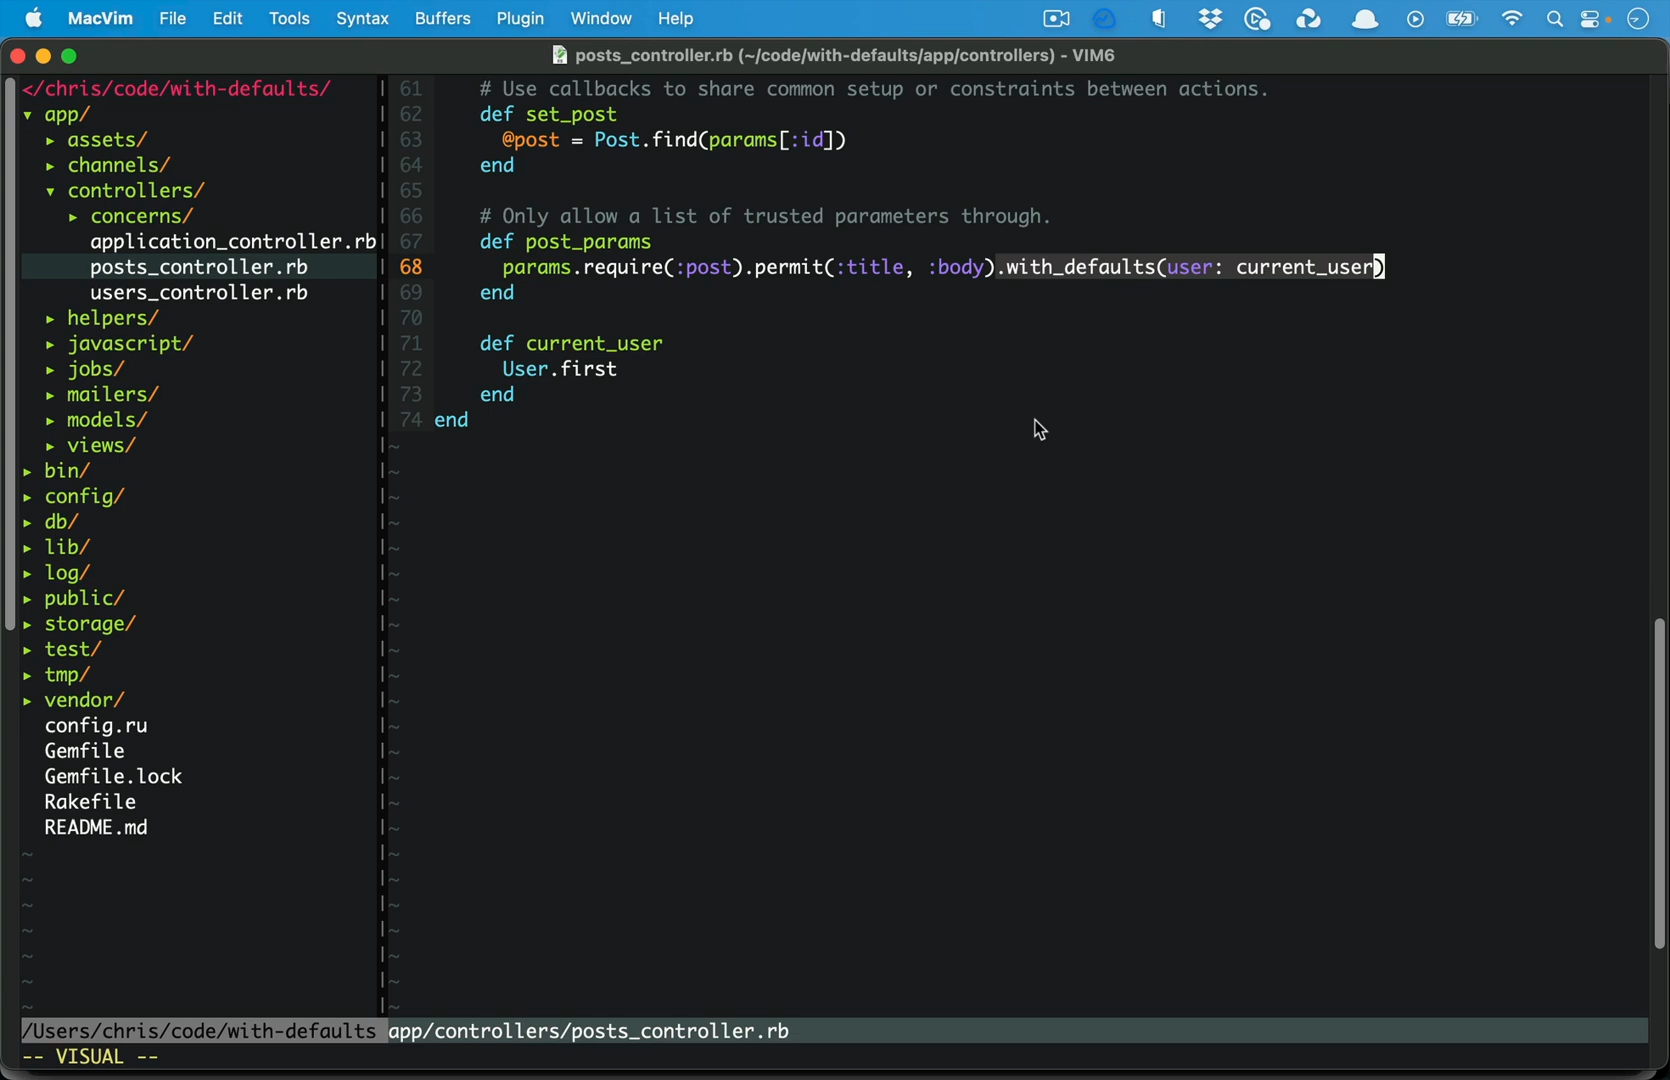 MacVim File Edit Tools Syntax Buffers Plugin Window Help
posts_controller.rb (~/code/with-defaults/app/controllers) - VIM6
</chris/code/with-defaults/
▾ app/
▸ assets/
▸ channels/
▾ controllers/
▸ concerns/
application_controller.rb
posts_controller.rb
users_controller.rb
▸ helpers/
▸ javascript/
▸ jobs/
▸ mailers/
▸ models/
▸ views/
▸ bin/
▸ config/
▸ db/
▸ lib/
▸ log/
▸ public/
▸ storage/
▸ test/
▸ tmp/
▸ vendor/
config.ru
Gemfile
Gemfile.lock
Rakefile
README.md
61 # Use callbacks to share common setup or constraints between actions.
62 def set_post
63 @post = Post.find(params[:id])
64 end
65
66 # Only allow a list of trusted parameters through.
67 def post_params
68 params.require(:post).permit(:title, :body).with_defaults(user: current_user)
69 end
70
71 def current_user
72 User.first
73 end
74 end
/Users/chris/code/with-defaults app/controllers/posts_controller.rb
-- VISUAL --